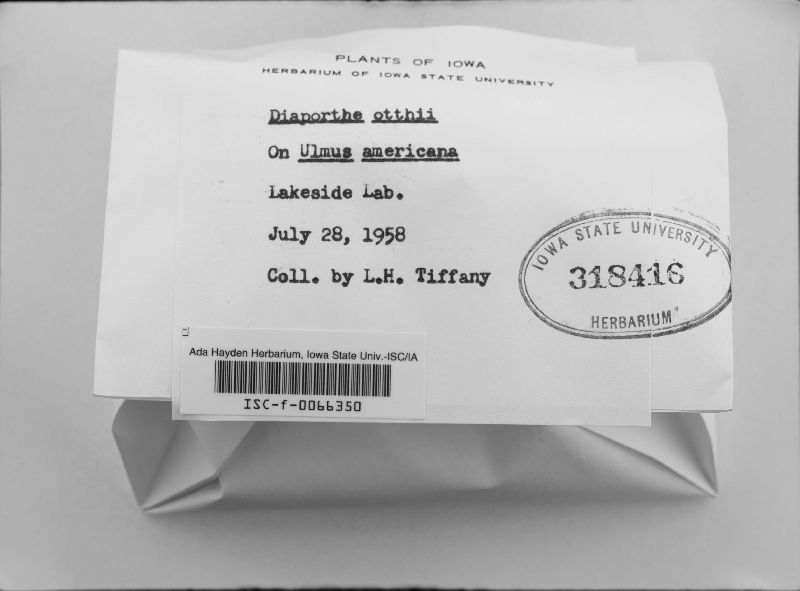 PLANTS OF IOWA
HERBARIUM OF IOWA STATE UNIVERSITY
Diaporthe otthii
On Ulmus americana
Lakeside Lab.
July 28, 1958
Coll. by L.H. Tiffany
IOWA STATE UNIVERSITY
318416
HERBARIUM
Ada Hayden Herbarium, Iowa State Univ.-ISC/IA
ISC-f-0066350